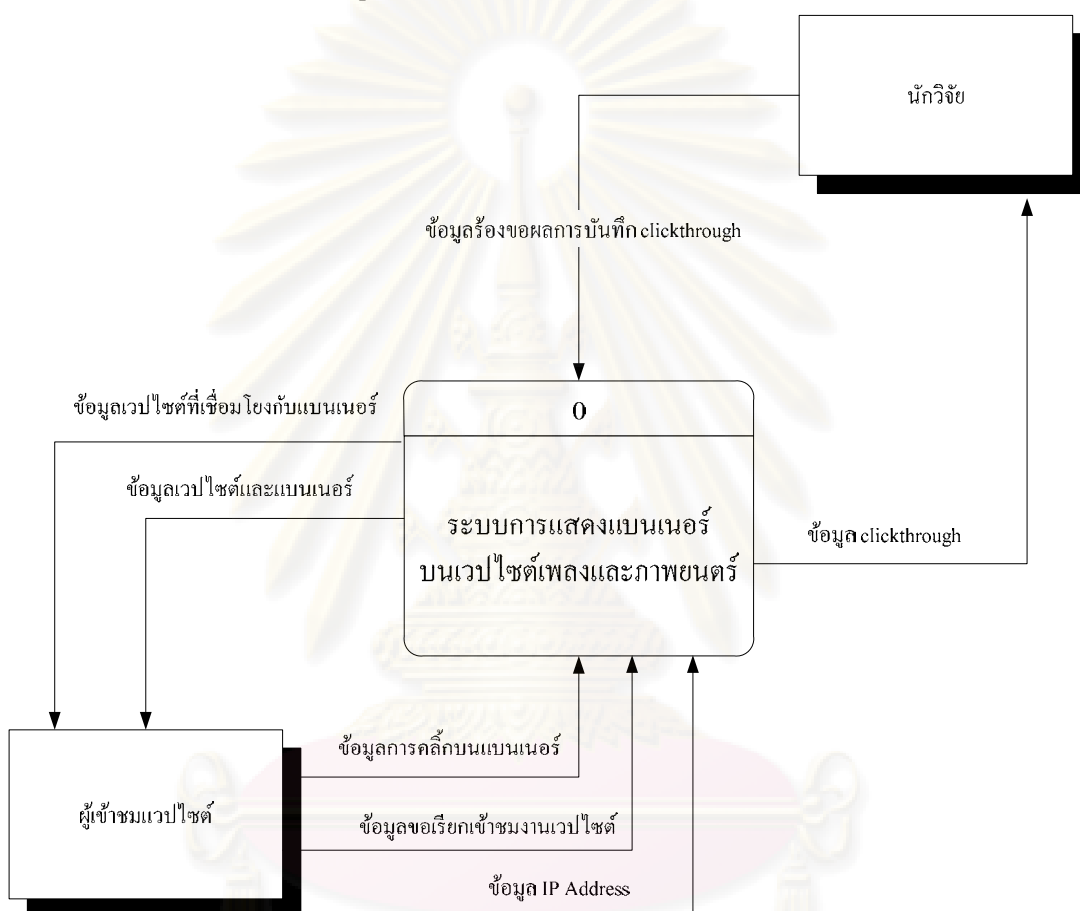 นักวิจัย
ข้อมูลร้องขอผลการบันทึก clickthrough
ข้อมูลเวปไซต์ที่เชื่อมโยงกับแบนเนอร์
0
ข้อมูลเวปไซต์และแบนเนอร์
ระบบการแสดงแบนเนอร์
บนเวปไซต์เพลงและภาพยนตร์
ข้อมูล clickthrough
ข้อมูลการคลิ้กบนแบนเนอร์
ผู้เข้าชมแวปไซต์
ข้อมูลขอเรียกเข้าชมงานเวปไซต์
ข้อมูล IP Address